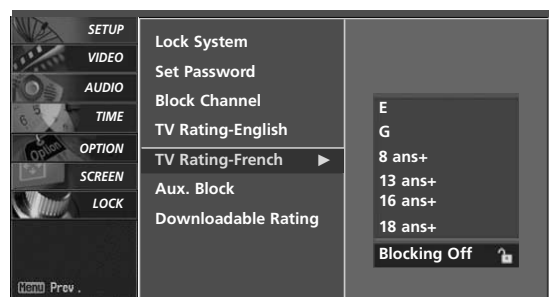 SETUP
VIDEO
AUDIO
TIME
OPTION
SCREEN
LOCK
Menu Prev.
Lock System
Set Password
Block Channel
TV Rating-English
TV Rating-French ►
Aux. Block
Downloadable Rating
E
G
8 ans+
13 ans+
16 ans+
18 ans+
Blocking Off